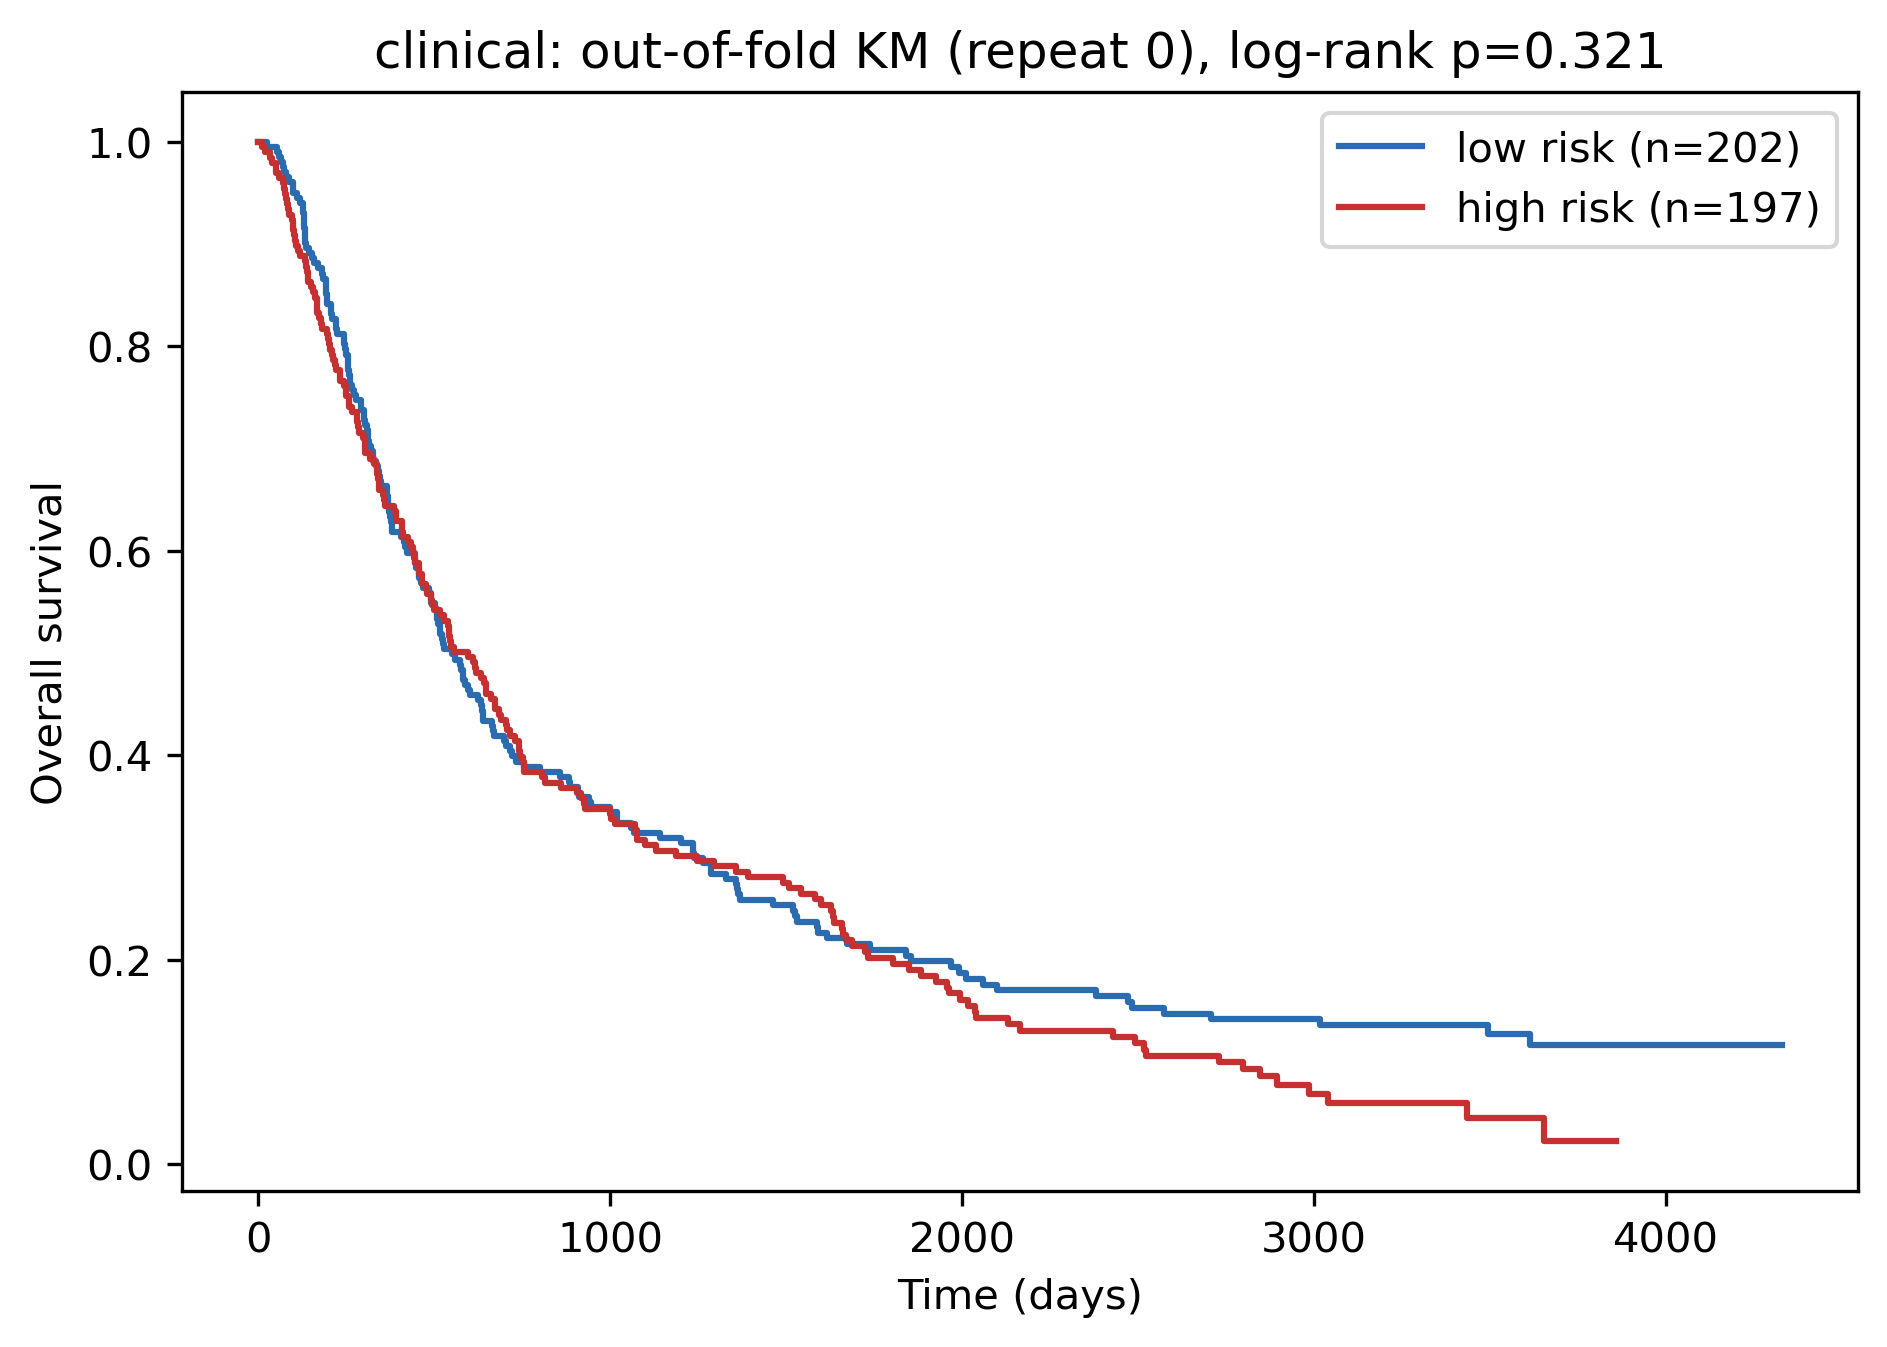 clinical: out-of-fold KM (repeat 0), log-rank p=0.321
low risk (n=202)
high risk (n=197)
Overall survival
1.0
0.8
0.6
0.4
0.2
0.0
0 1000 2000 3000 4000
Time (days)